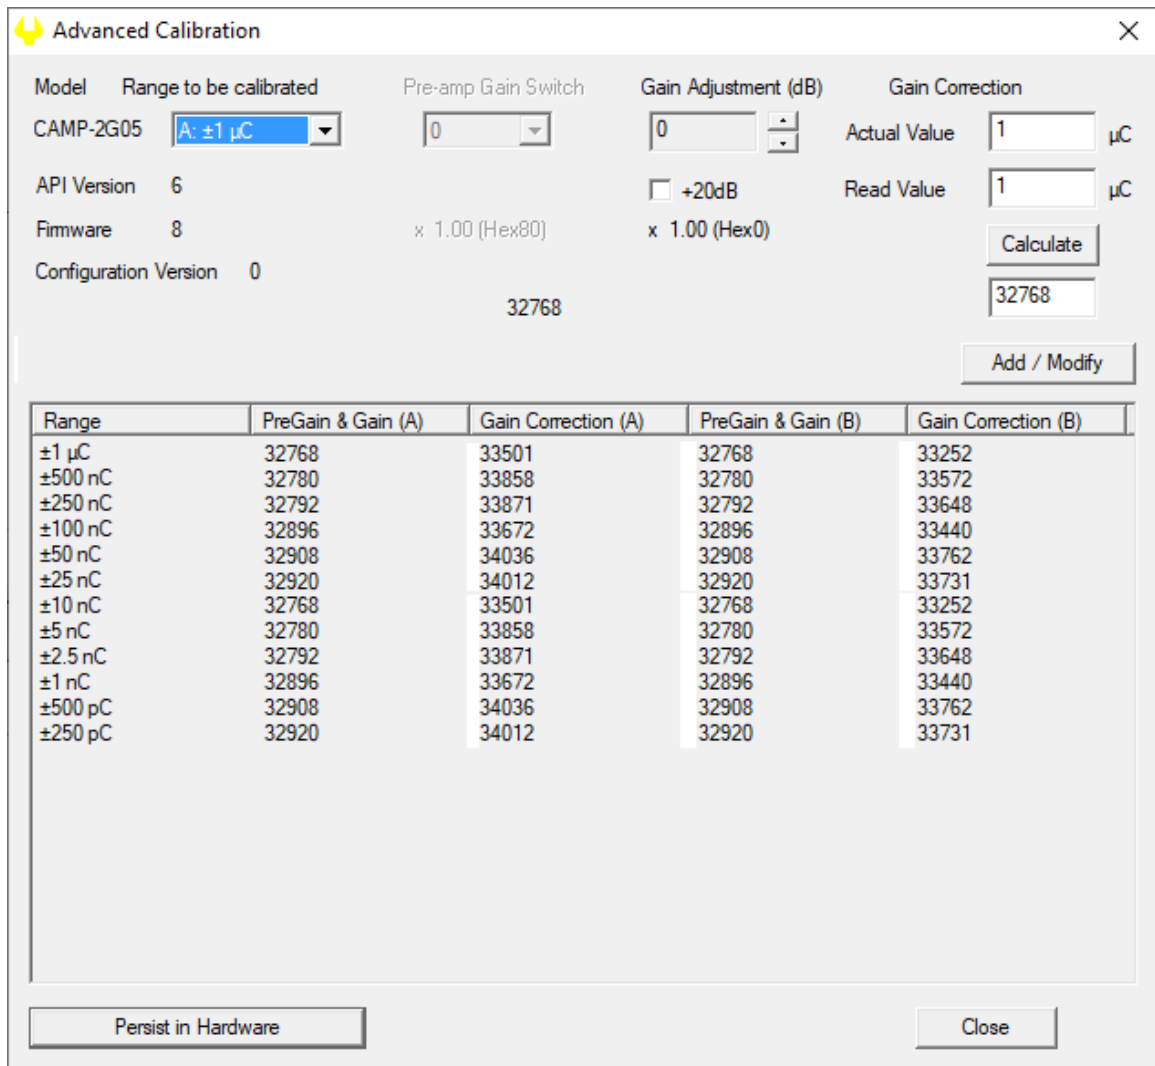 Advanced Calibration
Model Range to be calibrated Pre-amp Gain Switch Gain Adjustment (dB) Gain Correction
CAMP-2G05 A: ±1 µC 0 0 Actual Value 1 µC
API Version 6 +20dB Read Value 1 µC
Firmware 8 x 1.00 (Hex80) x 1.00 (Hex0) Calculate
Configuration Version 0 32768
32768
Add / Modify
Range PreGain & Gain (A) Gain Correction (A) PreGain & Gain (B) Gain Correction (B)
±1 µC 32768 33501 32768 33252
±500 nC 32780 33858 32780 33572
±250 nC 32792 33871 32792 33648
±100 nC 32896 33672 32896 33440
±50 nC 32908 34036 32908 33762
±25 nC 32920 34012 32920 33731
±10 nC 32768 33501 32768 33252
±5 nC 32780 33858 32780 33572
±2.5 nC 32792 33871 32792 33648
±1 nC 32896 33672 32896 33440
±500 pC 32908 34036 32908 33762
±250 pC 32920 34012 32920 33731
Persist in Hardware Close